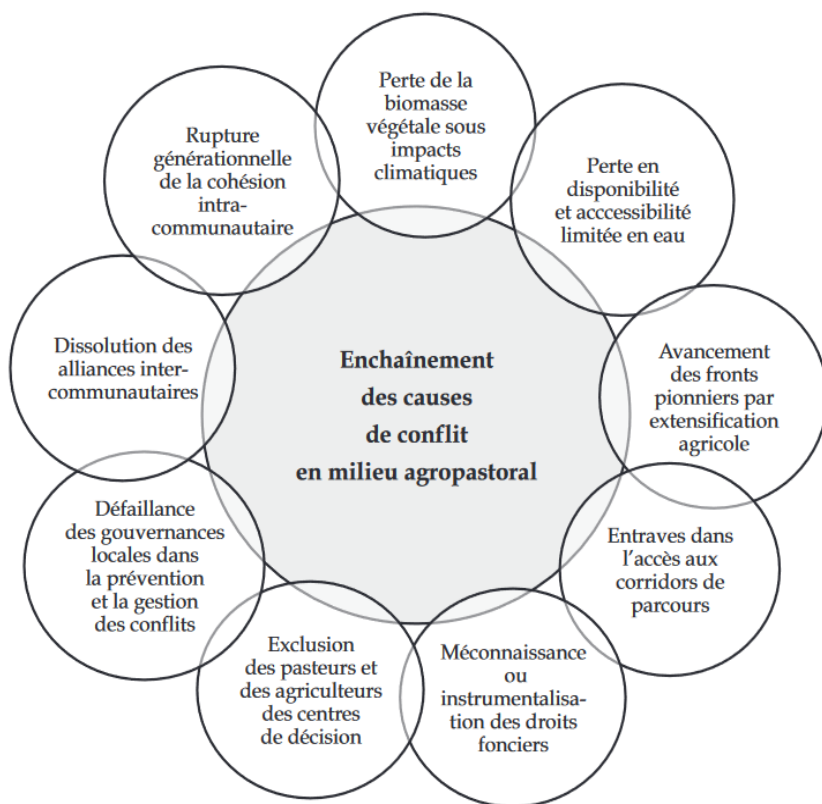 Perte de la
biomasse
végétale sous
impacts
climatiques
Perte en
disponibilité
et acccessibilité
limitée en eau
Avancement
des fronts
pionniers par
extensification
agricole
Entraves dans
l'accès aux
corridors de
parcours
Méconnaissance
ou
instrumentalisa-
tion des droits
fonciers
Exclusion
des pasteurs et
des agriculteurs
des centres
de décision
Défaillance
des gouvernances
locales dans
la prévention
et la gestion
des conflits
Dissolution des
alliances inter-
communautaires
Rupture
générationnelle
de la cohésion
intra-
communautaire
Enchaînement
des causes
de conflit
en milieu agropastoral